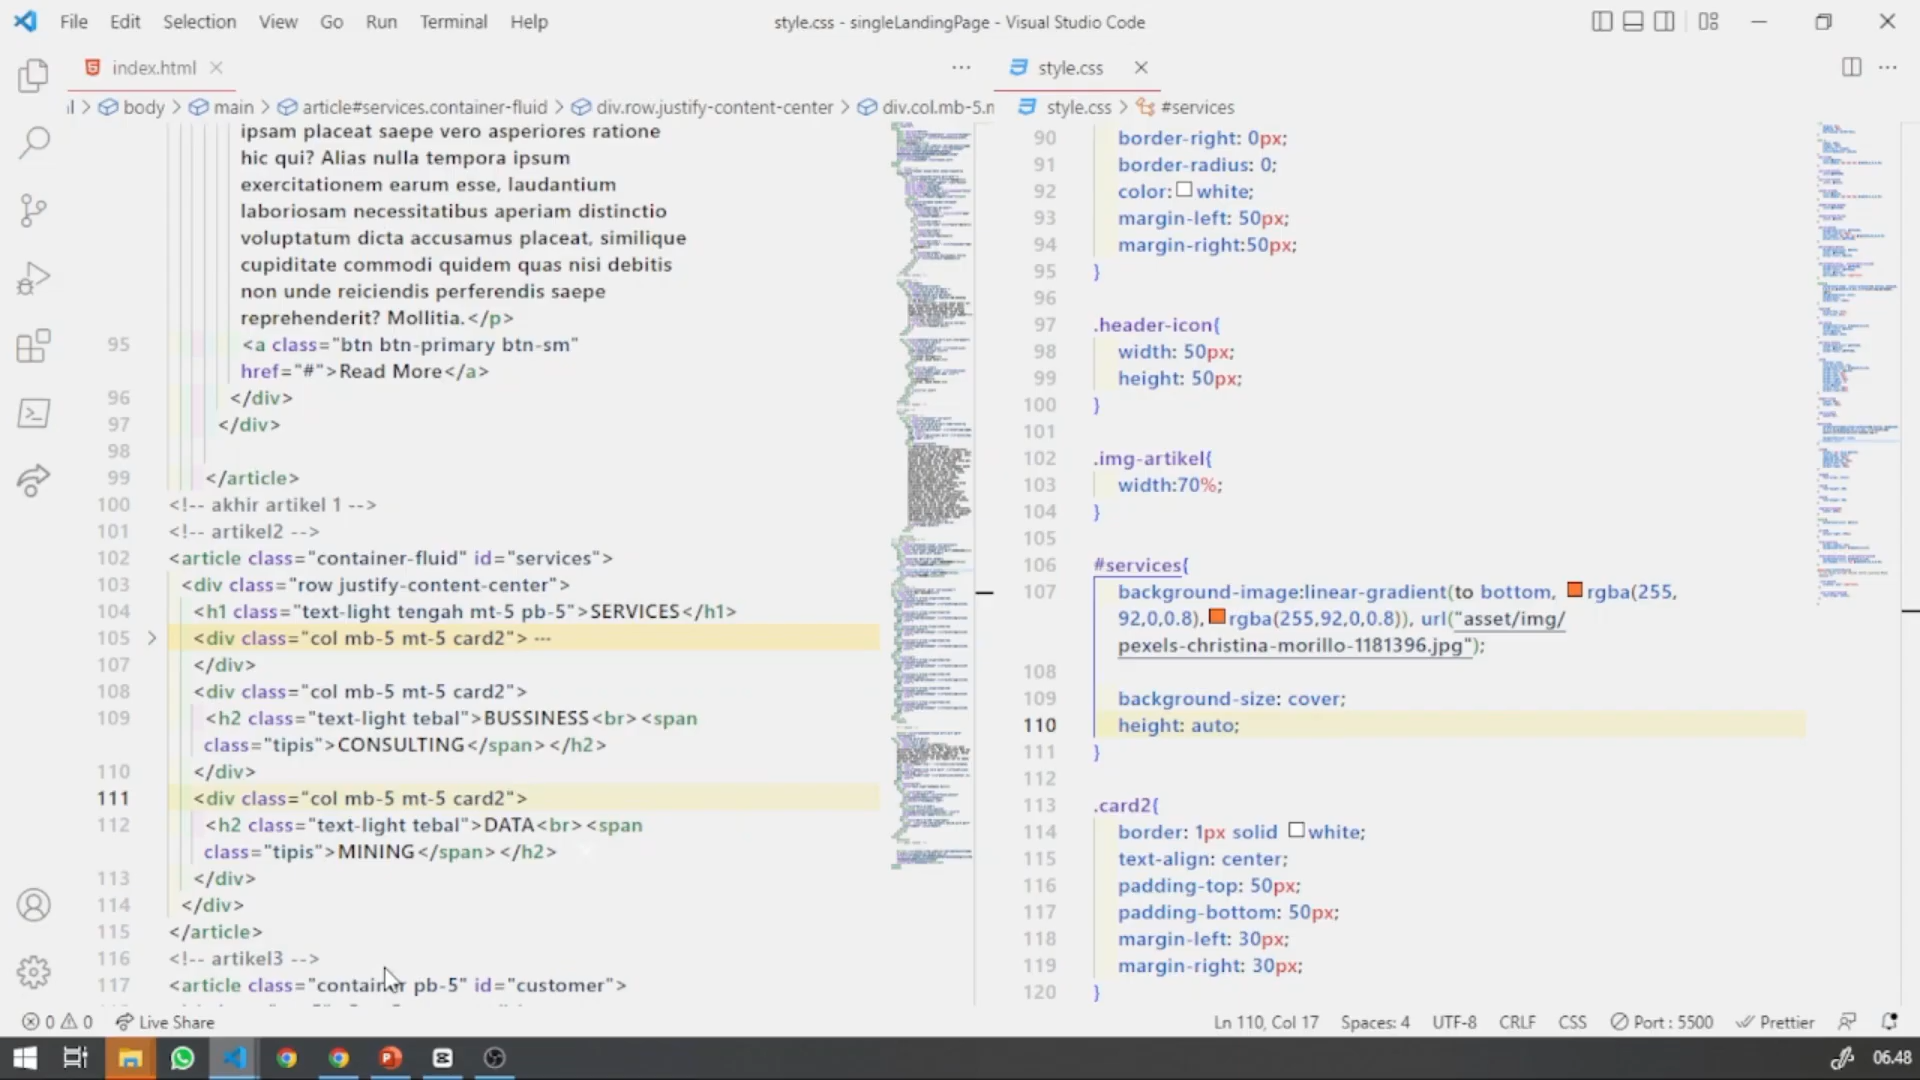 File Edit Selection View Go Run Terminal Help
style.css - singleLandingPage - Visual Studio Code
index.html
style.css
body main article#services.container-fluid div.row.justify-content-center div.col.mb-5.m
style.css #services
ipsam placeat saepe vero asperiores ratione
hic qui? Alias nulla tempora ipsum
exercitationem earum esse, laudantium
laboriosam necessitatibus aperiam distinctio
voluptatum dicta accusamus placeat, similique
cupiditate commodi quidem quas nisi debitis
non unde reiciendis perferendis saepe
reprehenderit? Mollitia.</p>
95 <a class="btn btn-primary btn-sm"
href="#">Read More</a>
96 </div>
97 </div>
98
99 </article>
100 <!-- akhir artikel 1 -->
101 <!-- artikel2 -->
102 <article class="container-fluid" id="services">
103 <div class="row justify-content-center">
104 <h1 class="text-light tengah mt-5 pb-5">SERVICES</h1>
105 <div class="col mb-5 mt-5 card2"> ···
107 </div>
108 <div class="col mb-5 mt-5 card2">
109 <h2 class="text-light tebal">BUSSINESS<br><span
class="tipis">CONSULTING</span></h2>
110 </div>
111 <div class="col mb-5 mt-5 card2">
112 <h2 class="text-light tebal">DATA<br><span
class="tipis">MINING</span></h2>
113 </div>
114 </div>
115 </article>
116 <!-- artikel3 -->
117 <article class="container pb-5" id="customer">
90 border-right: 0px;
91 border-radius: 0;
92 color: white;
93 margin-left: 50px;
94 margin-right:50px;
95 }
96
97 .header-icon{
98 width: 50px;
99 height: 50px;
100 }
101
102 .img-artikel{
103 width:70%;
104 }
105
106 #services{
107 background-image:linear-gradient(to bottom, rgba(255,
92,0,0.8), rgba(255,92,0,0.8)), url("asset/img/
pexels-christina-morillo-1181396.jpg");
108
109 background-size: cover;
110 height: auto;
111 }
112
113 .card2{
114 border: 1px solid white;
115 text-align: center;
116 padding-top: 50px;
117 padding-bottom: 50px;
118 margin-left: 30px;
119 margin-right: 30px;
120 }
0 0 Live Share
Ln 110, Col 17 Spaces: 4 UTF-8 CRLF CSS Port : 5500 Prettier
06.48